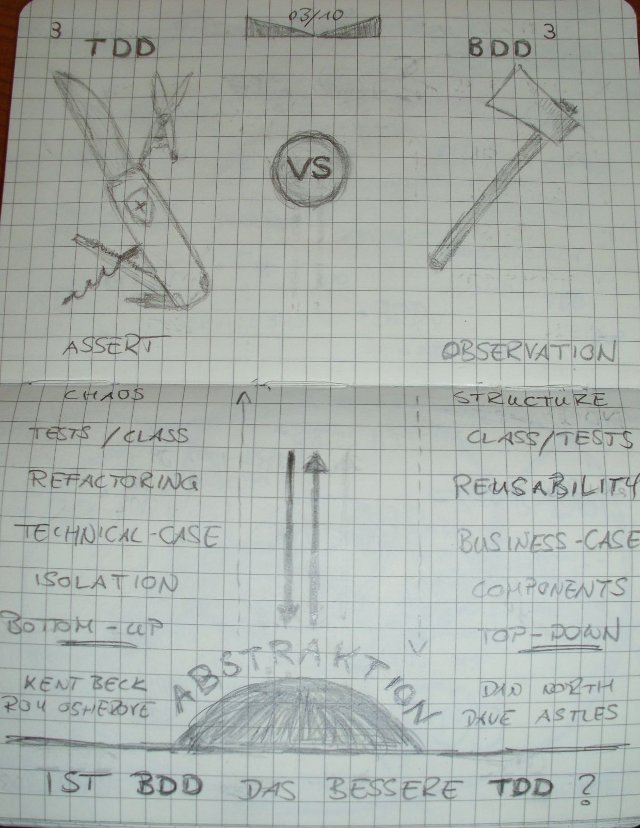 03/10
3 3
TDD BDD
VS
ASSERT OBSERVATION
CHAOS STRUCTURE
TESTS / CLASS CLASS/TESTS
REFACTORING REUSABILITY
TECHNICAL-CASE BUSINESS-CASE
ISOLATION COMPONENTS
BOTTOM-UP TOP-DOWN
ABSTRAKTION
KENT BECK DAN NORTH
ROY OSHEROVE DAVE ASTLES
IST BDD DAS BESSERE TDD ?